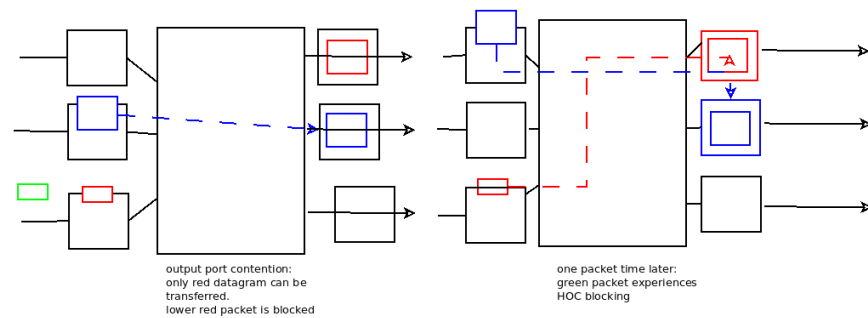 output port contention:
only red datagram can be
transferred.
lower red packet is blocked
one packet time later:
green packet experiences
HOC blocking